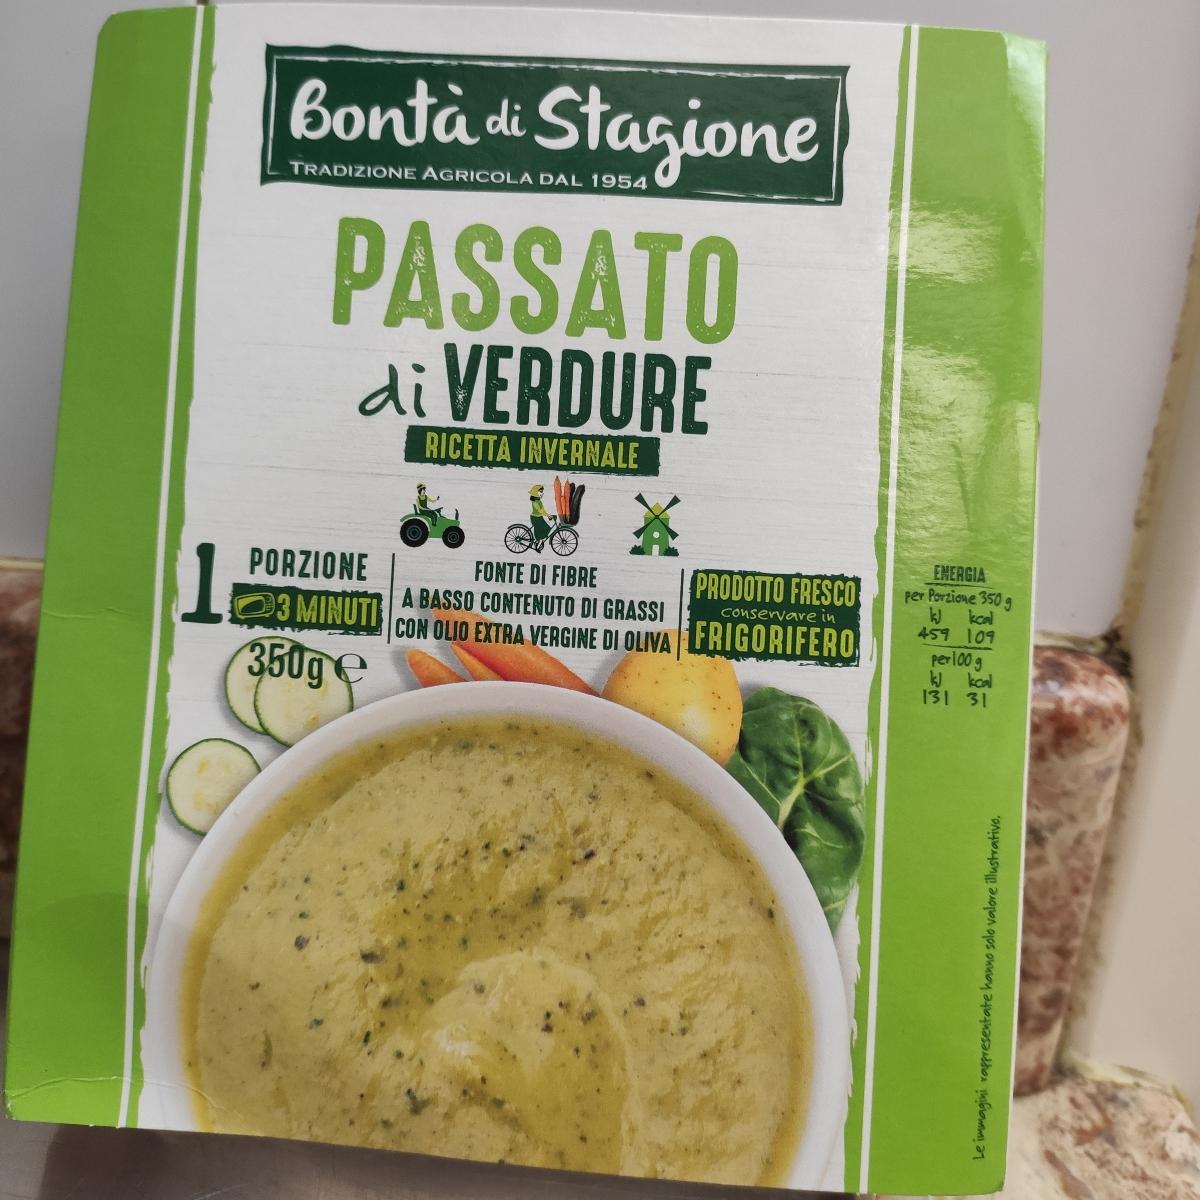 Bontà di Stagione
TRADIZIONE AGRICOLA DAL 1954
PASSATO
di VERDURE
RICETTA INVERNALE
1 PORZIONE
3 MINUTI
350g e
FONTE DI FIBRE
A BASSO CONTENUTO DI GRASSI
CON OLIO EXTRA VERGINE DI OLIVA
PRODOTTO FRESCO
conservare in
FRIGORIFERO
ENERGIA
per Porzione 350 g
kJ kcal
459 109
per 100 g
kJ kcal
131 31
Le immagini rappresentate hanno solo valore illustrativo.